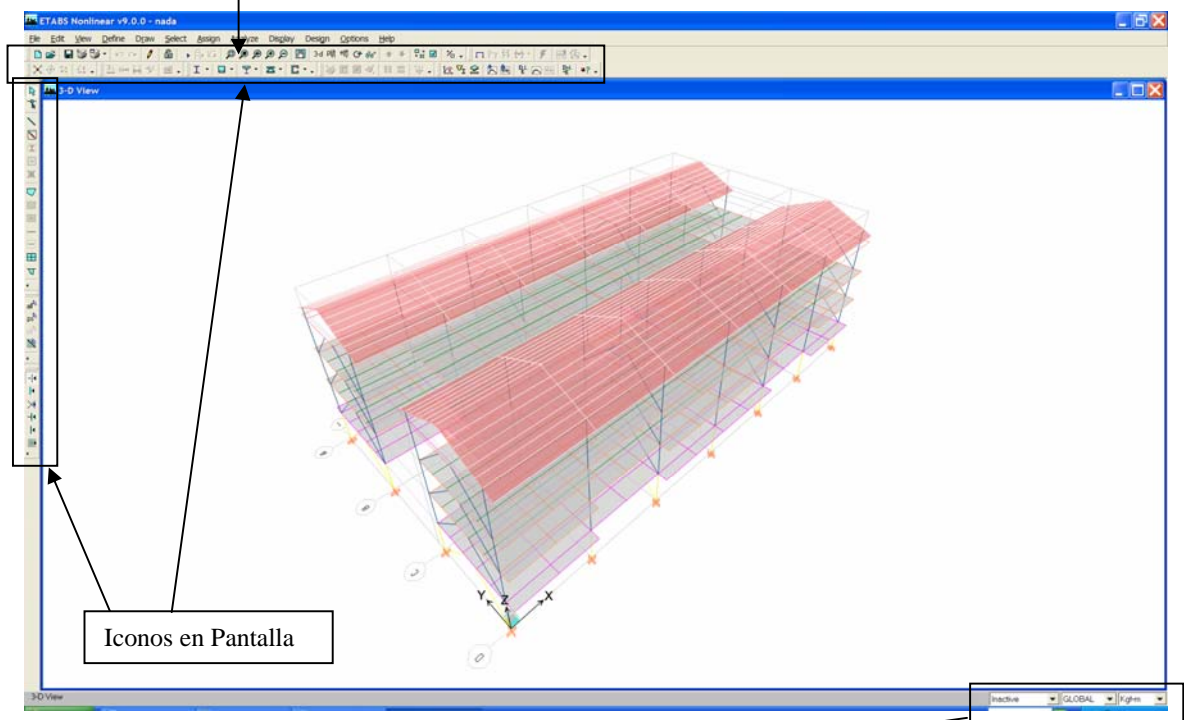 ETABS Nonlinear v9.0.0 - nada
File Edit View Define Draw Select Assign Analyze Display Design Options Help
3-D View
Y Z X
Iconos en Pantalla
3-D View
Inactive GLOBAL Kgf-m